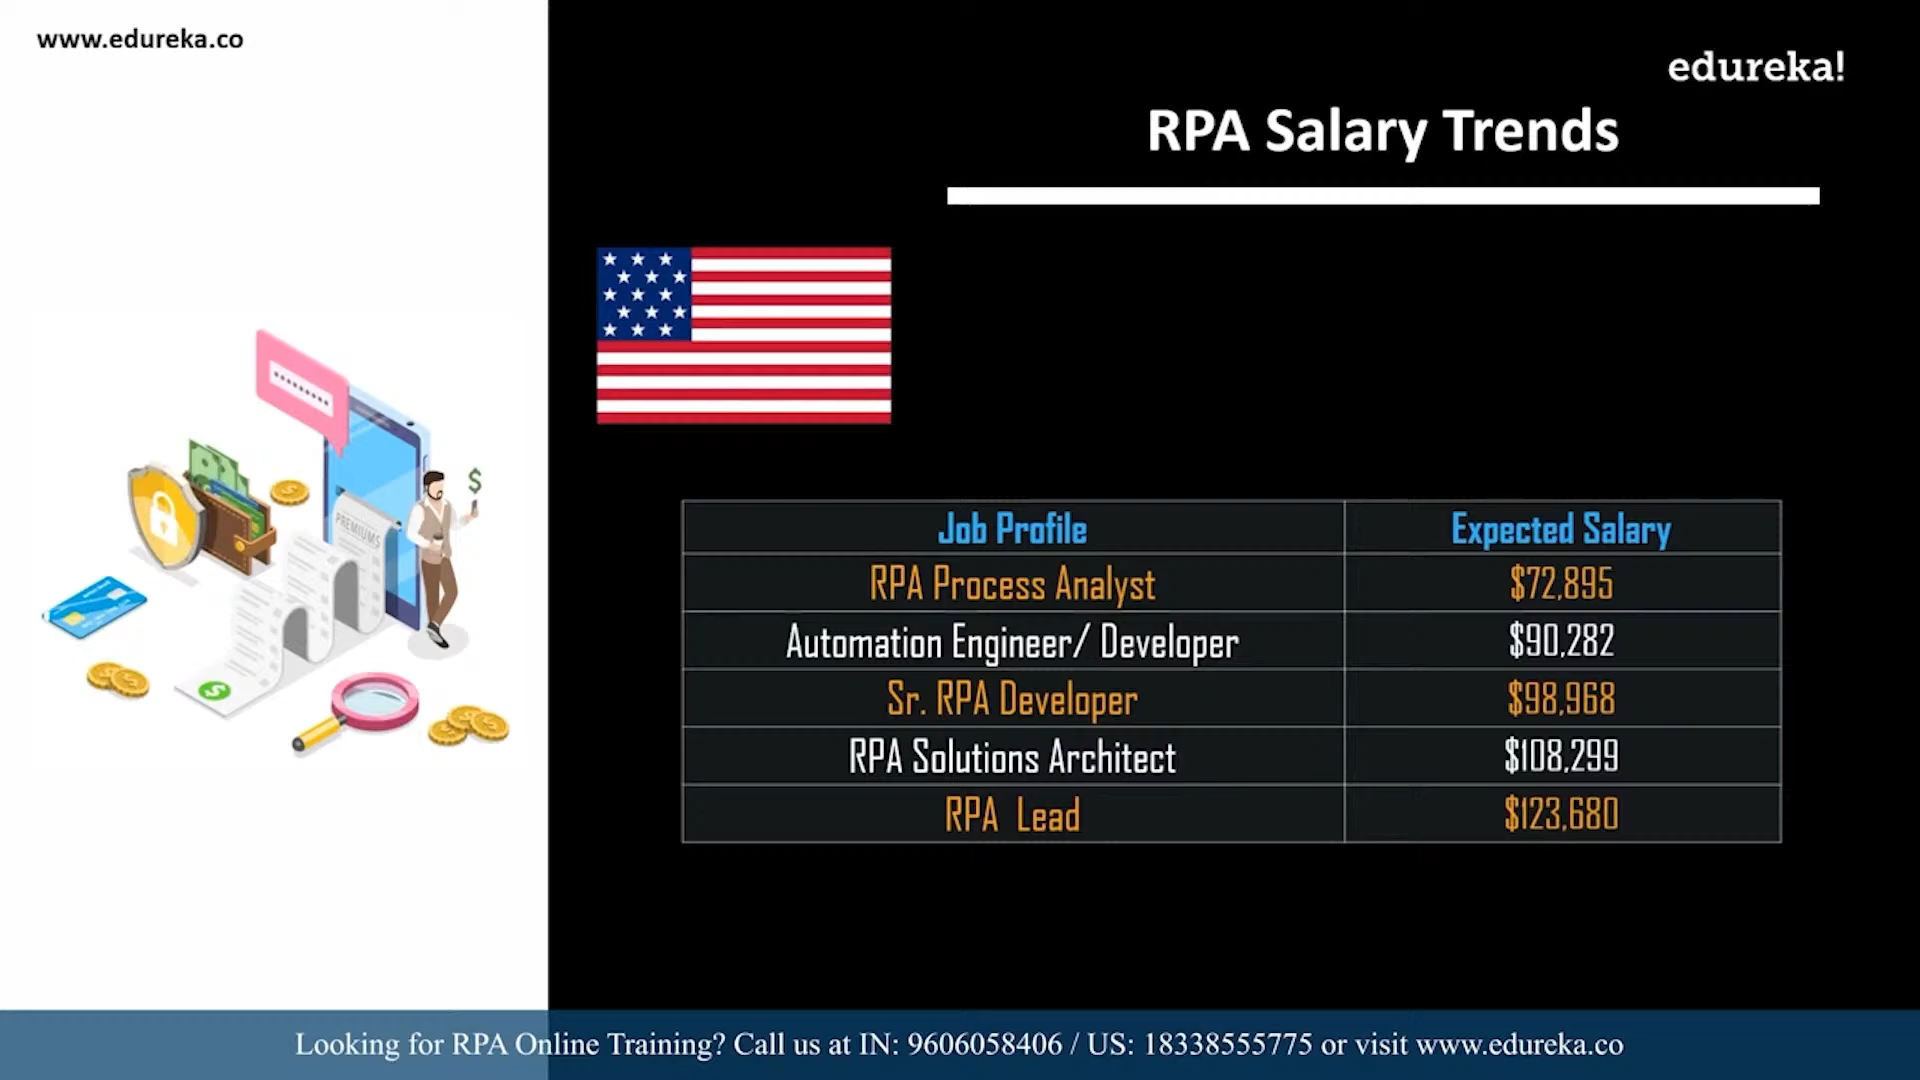 www.edureka.co
edureka!
RPA Salary Trends
PREMIUMS
Job Profile Expected Salary
RPA Process Analyst $72,895
Automation Engineer/ Developer $90,282
Sr. RPA Developer $98,968
RPA Solutions Architect $108,299
RPA Lead $123,680
Looking for RPA Online Training? Call us at IN: 9606058406 / US: 18338555775 or visit www.edureka.co